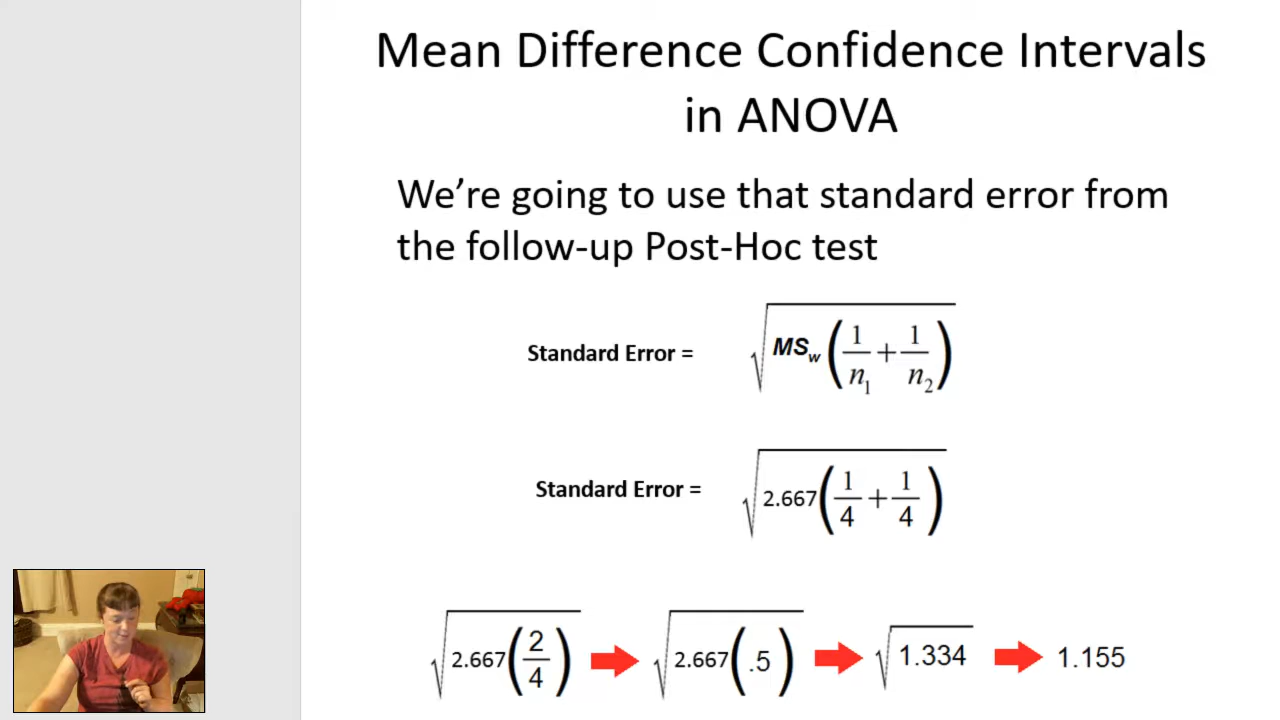 Mean Difference Confidence Intervals
in ANOVA
We're going to use that standard error from
the follow-up Post-Hoc test
Standard Error = √MSw(1/n1 + 1/n2)
Standard Error = √2.667(1/4 + 1/4)
√2.667(2/4) → √2.667(.5) → √1.334 → 1.155